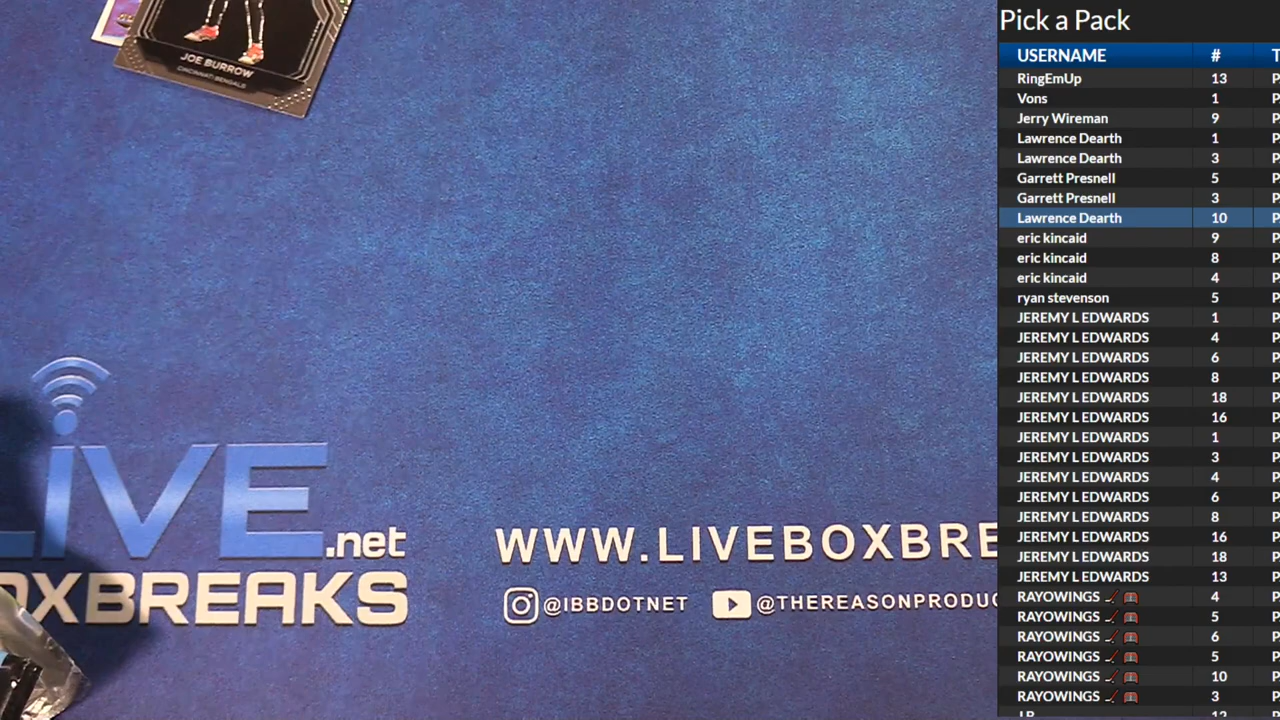 JOE BURROW
CINCINNATI BENGALS
LIVE.net
BOXBREAKS
WWW.LIVEBOXBRE
@IBBDOTNET
@THEREASONPRODUC
Pick a Pack
USERNAME # T
RingEmUp 13 P
Vons 1 P
Jerry Wireman 9 P
Lawrence Dearth 1 P
Lawrence Dearth 3 P
Garrett Presnell 5 P
Garrett Presnell 3 P
Lawrence Dearth 10 P
eric kincaid 9 P
eric kincaid 8 P
eric kincaid 4 P
ryan stevenson 5 P
JEREMY L EDWARDS 1 P
JEREMY L EDWARDS 4 P
JEREMY L EDWARDS 6 P
JEREMY L EDWARDS 8 P
JEREMY L EDWARDS 18 P
JEREMY L EDWARDS 16 P
JEREMY L EDWARDS 1 P
JEREMY L EDWARDS 3 P
JEREMY L EDWARDS 4 P
JEREMY L EDWARDS 6 P
JEREMY L EDWARDS 8 P
JEREMY L EDWARDS 16 P
JEREMY L EDWARDS 18 P
JEREMY L EDWARDS 13 P
RAYOWINGS 4 P
RAYOWINGS 5 P
RAYOWINGS 6 P
RAYOWINGS 5 P
RAYOWINGS 10 P
RAYOWINGS 3 P